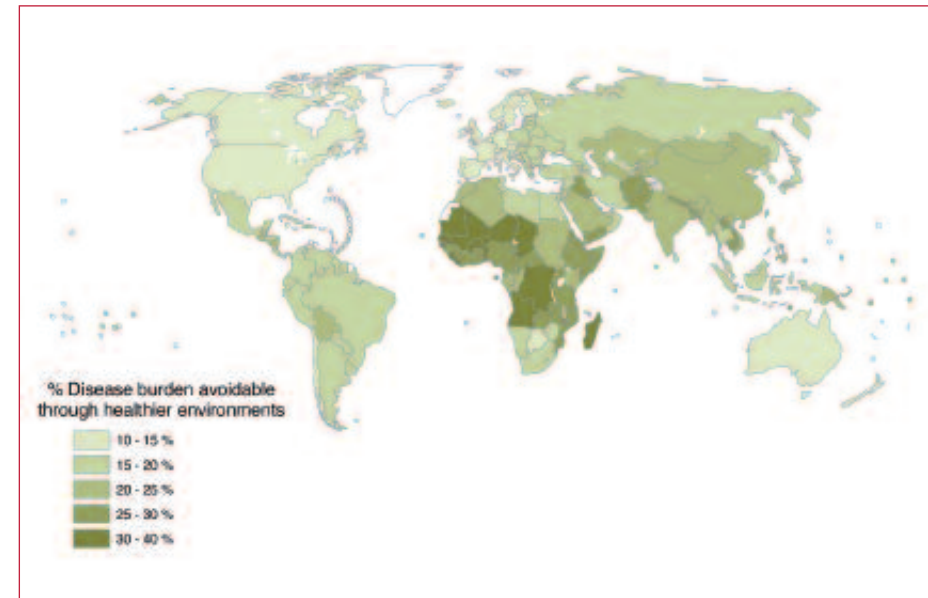 % Disease burden avoidable
through healthier environments
10 - 15 %
15 - 20 %
20 - 25 %
25 - 30 %
30 - 40 %